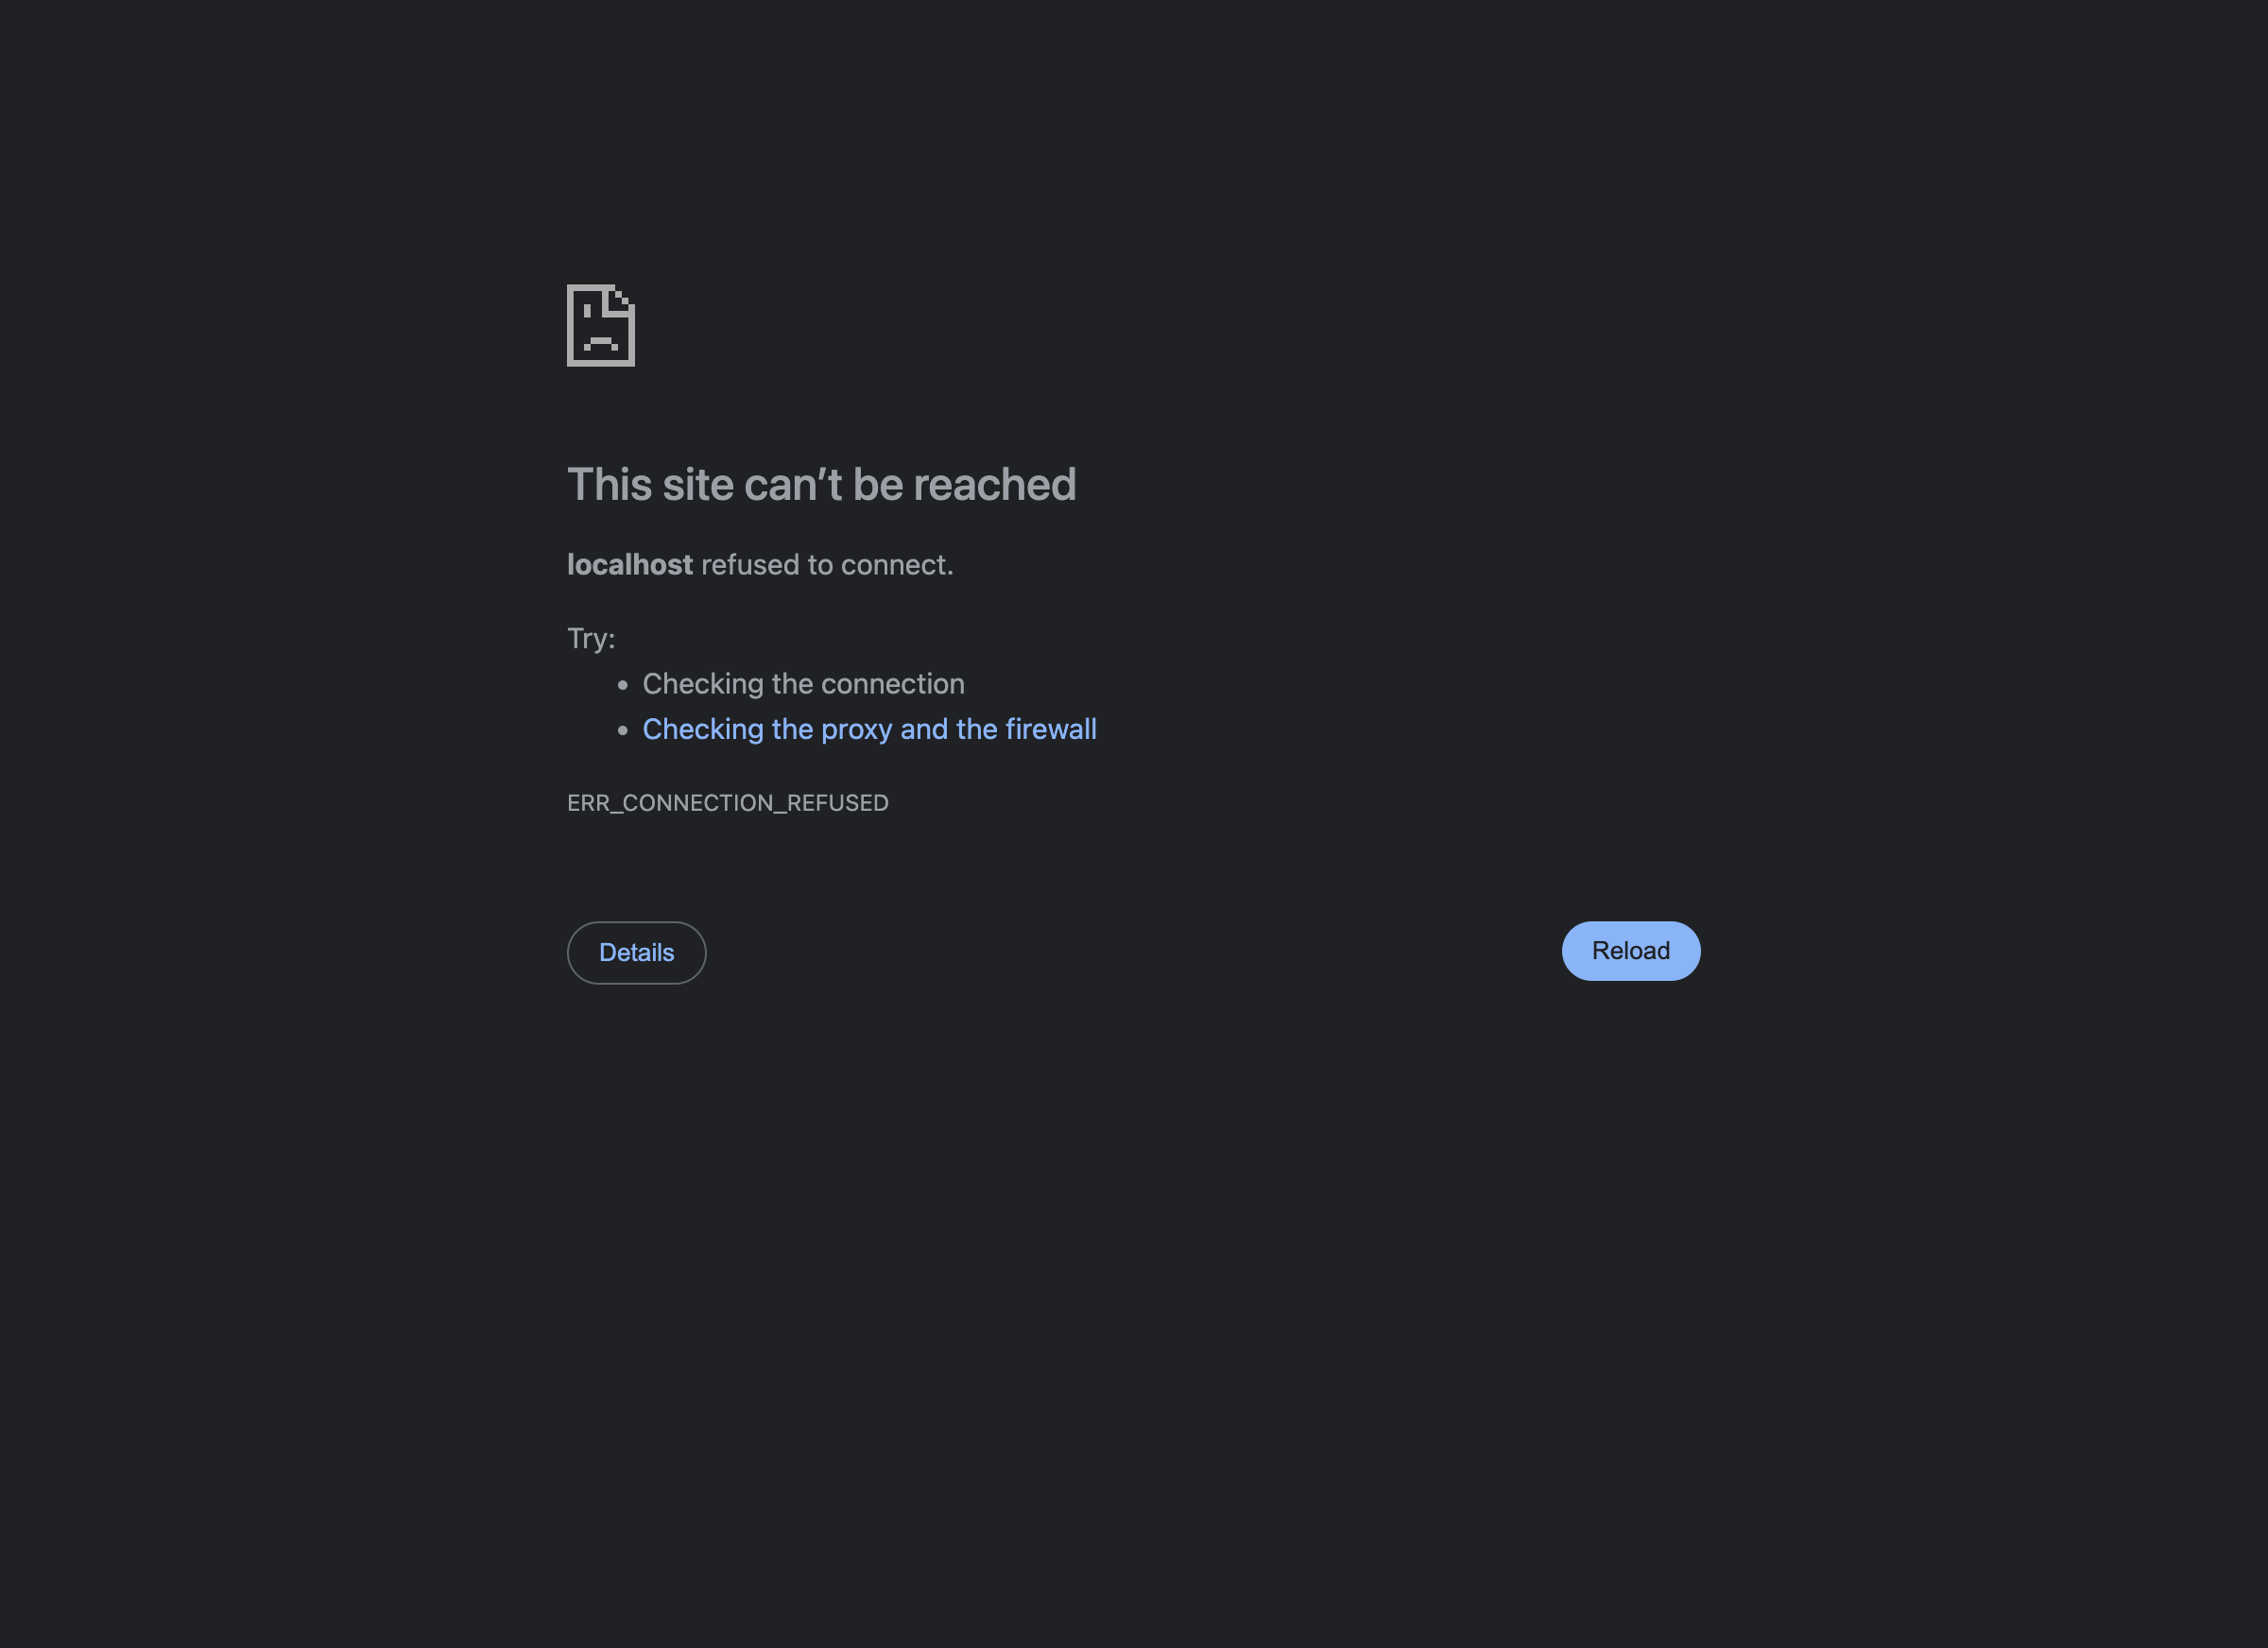 This site can’t be reached
localhost refused to connect.
Try:
• Checking the connection
• Checking the proxy and the firewall
ERR_CONNECTION_REFUSED
Details
Reload